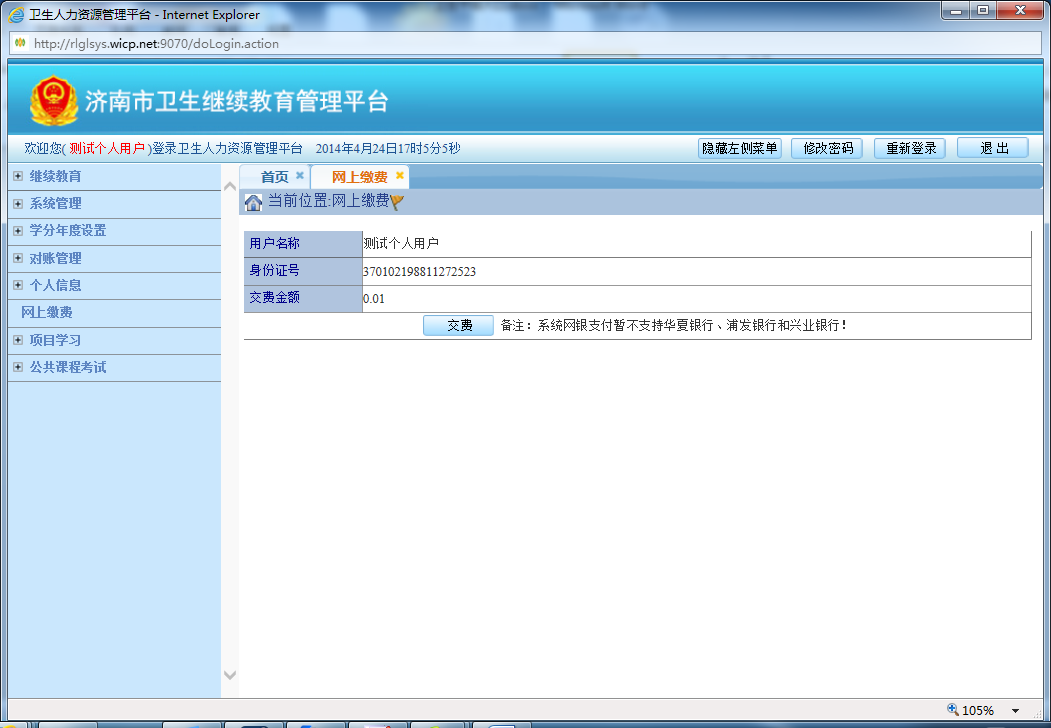 卫生人力资源管理平台 - Internet Explorer
http://rlglsys.wicp.net:9070/doLogin.action
济南市卫生继续教育管理平台
欢迎您( 测试个人用户 )登录卫生人力资源管理平台 2014年4月24日17时5分5秒 隐藏左侧菜单 修改密码 重新登录 退 出
继续教育
系统管理
学分年度设置
对账管理
个人信息
网上缴费
项目学习
公共课程考试
首页 网上缴费
当前位置:网上缴费
用户名称 测试个人用户
身份证号 370102198811272523
交费金额 0.01
交费 备注：系统网银支付暂不支持华夏银行、浦发银行和兴业银行！
105%